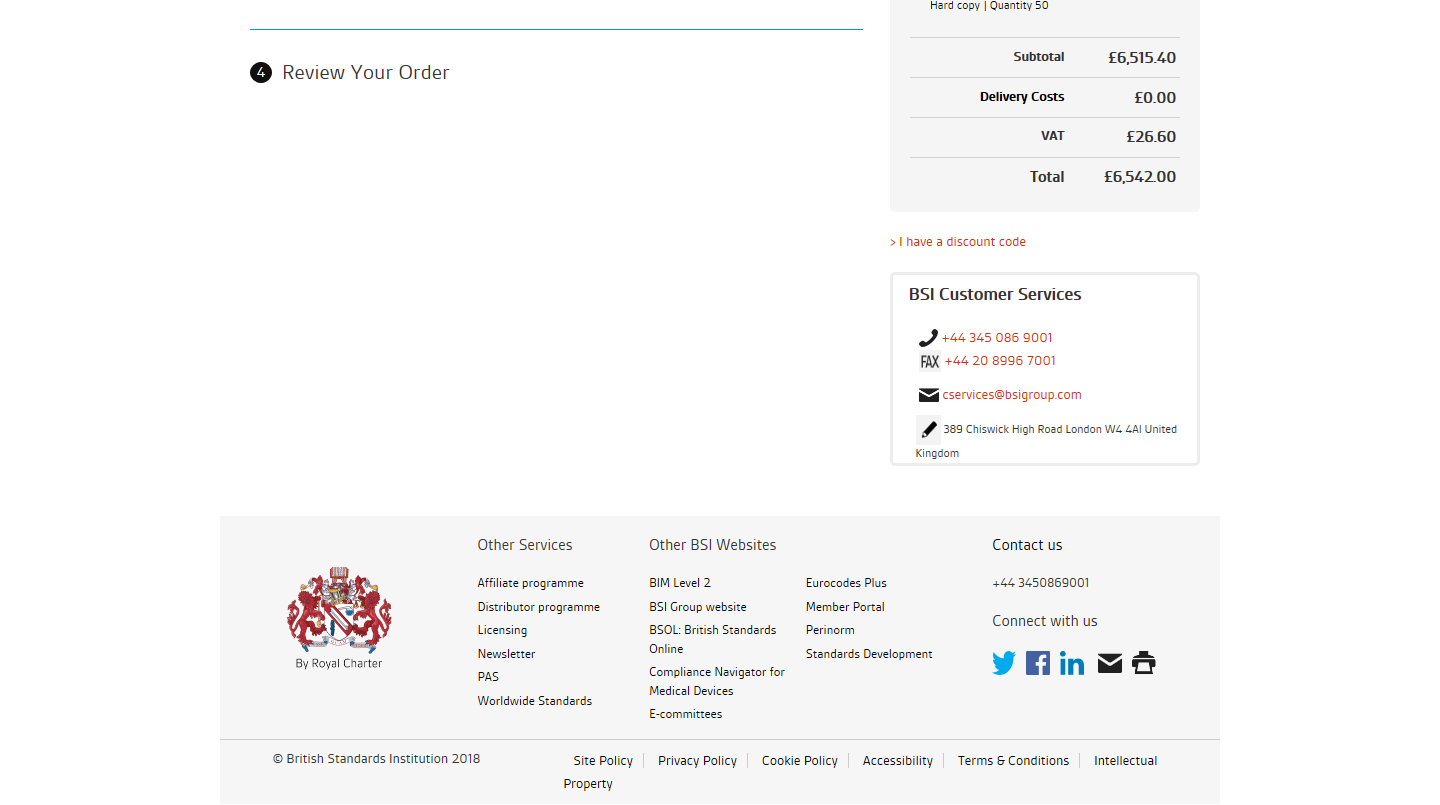 Hard copy | Quantity 50
4 Review Your Order
Subtotal £6,515.40
Delivery Costs £0.00
VAT £26.60
Total £6,542.00
> I have a discount code
BSI Customer Services
+44 345 086 9001
FAX +44 20 8996 7001
cservices@bsigroup.com
389 Chiswick High Road London W4 4Al United
Kingdom
By Royal Charter
Other Services
Affiliate programme
Distributor programme
Licensing
Newsletter
PAS
Worldwide Standards
Other BSI Websites
BIM Level 2
BSI Group website
BSOL: British Standards
Online
Compliance Navigator for
Medical Devices
E-committees
Eurocodes Plus
Member Portal
Perinorm
Standards Development
Contact us
+44 3450869001
Connect with us
© British Standards Institution 2018
Site Policy Privacy Policy Cookie Policy Accessibility Terms & Conditions Intellectual
Property